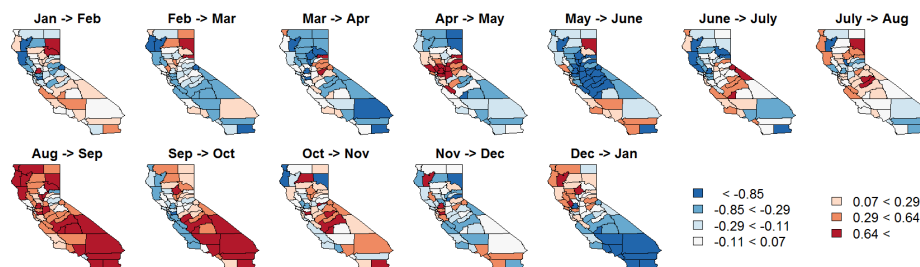 Jan -> Feb
Feb -> Mar
Mar -> Apr
Apr -> May
May -> June
June -> July
July -> Aug
Aug -> Sep
Sep -> Oct
Oct -> Nov
Nov -> Dec
Dec -> Jan
< -0.85
-0.85 < -0.29
-0.29 < -0.11
-0.11 < 0.07
0.07 < 0.29
0.29 < 0.64
0.64 <